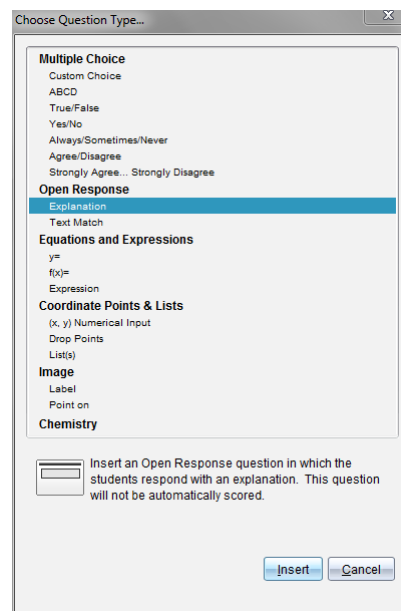 Choose Question Type...
Multiple Choice
Custom Choice
ABCD
True/False
Yes/No
Always/Sometimes/Never
Agree/Disagree
Strongly Agree... Strongly Disagree
Open Response
Explanation
Text Match
Equations and Expressions
y=
f(x)=
Expression
Coordinate Points & Lists
(x, y) Numerical Input
Drop Points
List(s)
Image
Label
Point on
Chemistry
Insert an Open Response question in which the
students respond with an explanation. This question
will not be automatically scored.
Insert Cancel